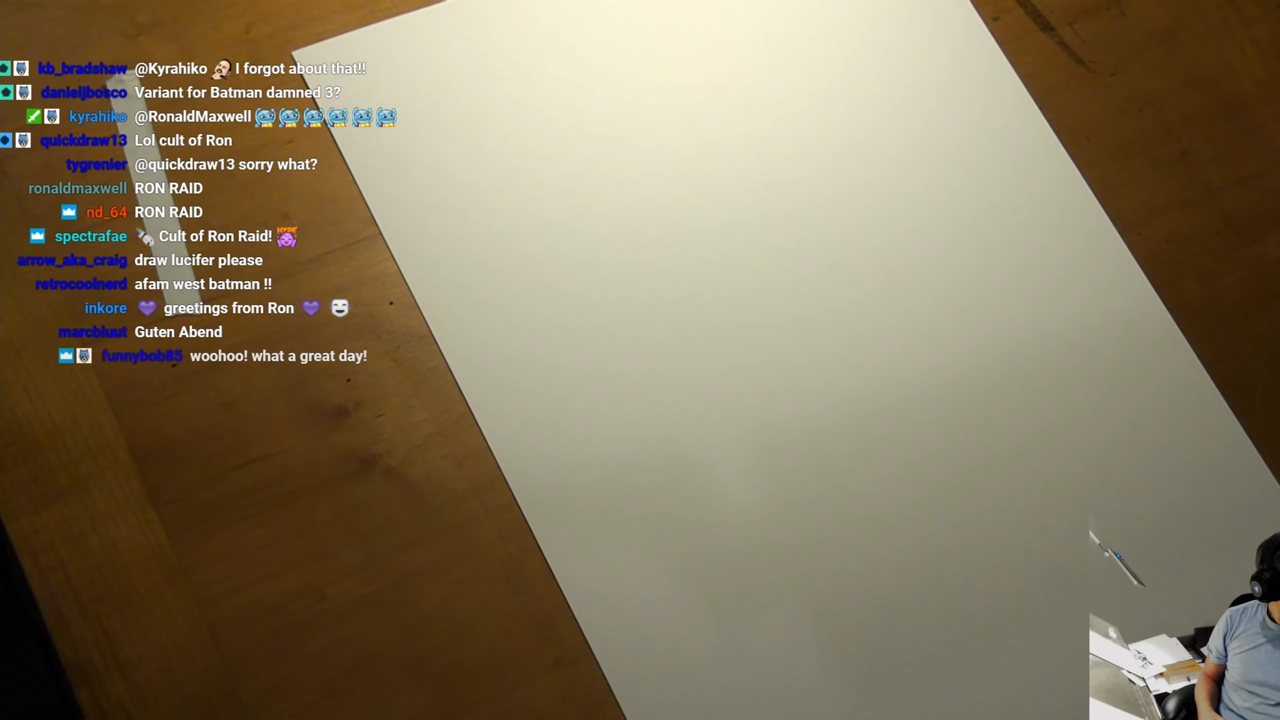 kb_bradshaw @Kyrahiko I forgot about that!!
danieljbosco Variant for Batman damned 3?
kyrahiko @RonaldMaxwell
quickdraw13 Lol cult of Ron
tygrenier @quickdraw13 sorry what?
ronaldmaxwell RON RAID
nd_64 RON RAID
spectrafae Cult of Ron Raid!
arrow_aka_craig draw lucifer please
retrocoolnerd afam west batman !!
inkore greetings from Ron
marcbluut Guten Abend
funnybob85 woohoo! what a great day!